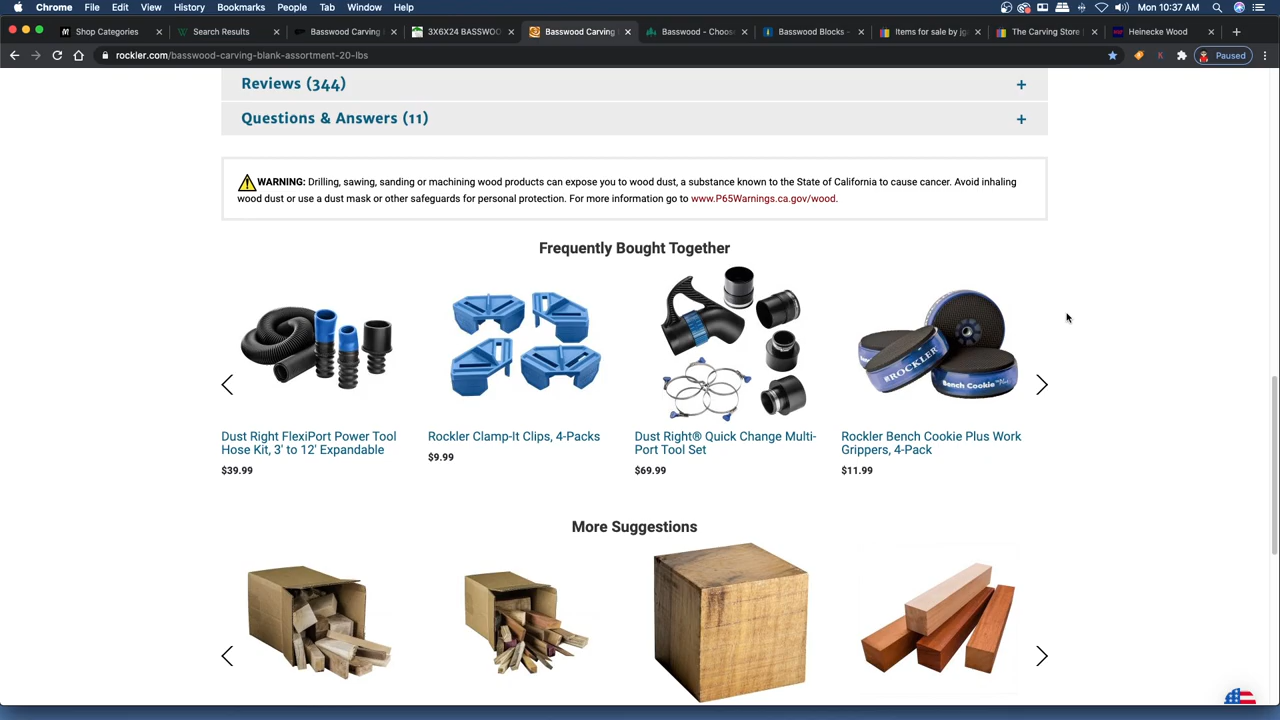 Chrome File Edit View History Bookmarks People Tab Window Help Mon 10:37 AM
Shop Categories Search Results Basswood Carving 3X6X24 BASSWOO Basswood Carving Basswood - Choos Basswood Blocks - Items for sale by jg The Carving Store Heinecke Wood
rockler.com/basswood-carving-blank-assortment-20-lbs K Paused
Reviews (344) +
Questions & Answers (11) +
WARNING: Drilling, sawing, sanding or machining wood products can expose you to wood dust, a substance known to the State of California to cause cancer. Avoid inhaling
wood dust or use a dust mask or other safeguards for personal protection. For more information go to www.P65Warnings.ca.gov/wood.
Frequently Bought Together
ROCKLER
Bench Cookie Plus
Dust Right FlexiPort Power Tool
Hose Kit, 3' to 12' Expandable
$39.99
Rockler Clamp-It Clips, 4-Packs
$9.99
Dust Right® Quick Change Multi-
Port Tool Set
$69.99
Rockler Bench Cookie Plus Work
Grippers, 4-Pack
$11.99
More Suggestions